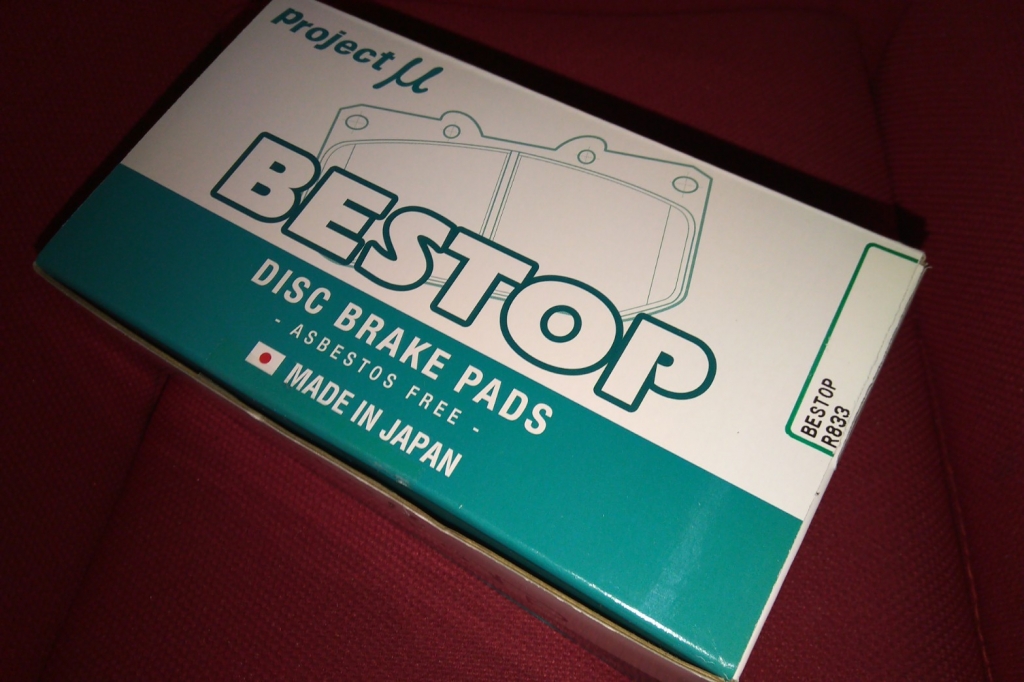 Project μ
BESTOP
DISC BRAKE PADS
- ASBESTOS FREE -
MADE IN JAPAN
BESTOP
R833